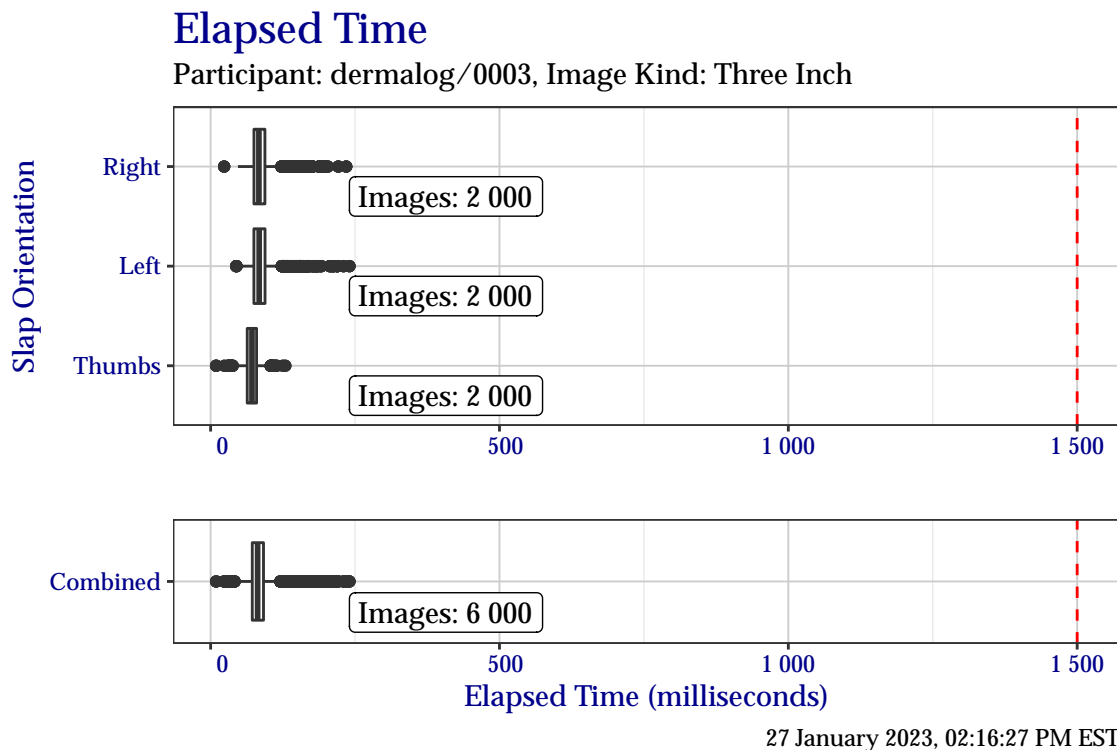 Elapsed Time
Participant: dermalog/0003, Image Kind: Three Inch
Slap Orientation
Right
Images: 2 000
Left
Images: 2 000
Thumbs
Images: 2 000
0 500 1 000 1 500
Combined
Images: 6 000
0 500 1 000 1 500
Elapsed Time (milliseconds)
27 January 2023, 02:16:27 PM EST